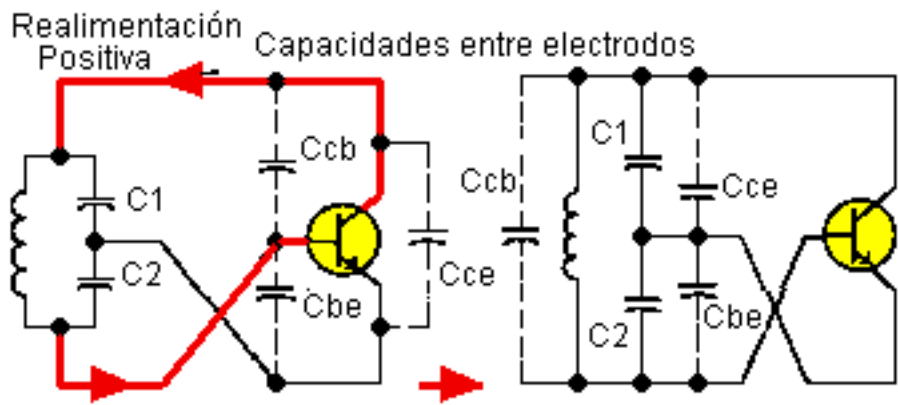 Realimentación
Positiva
Capacidades entre electrodos
Ccb
C1
C2
Cbe
Cce
Ccb
C1
Cce
C2
Cbe